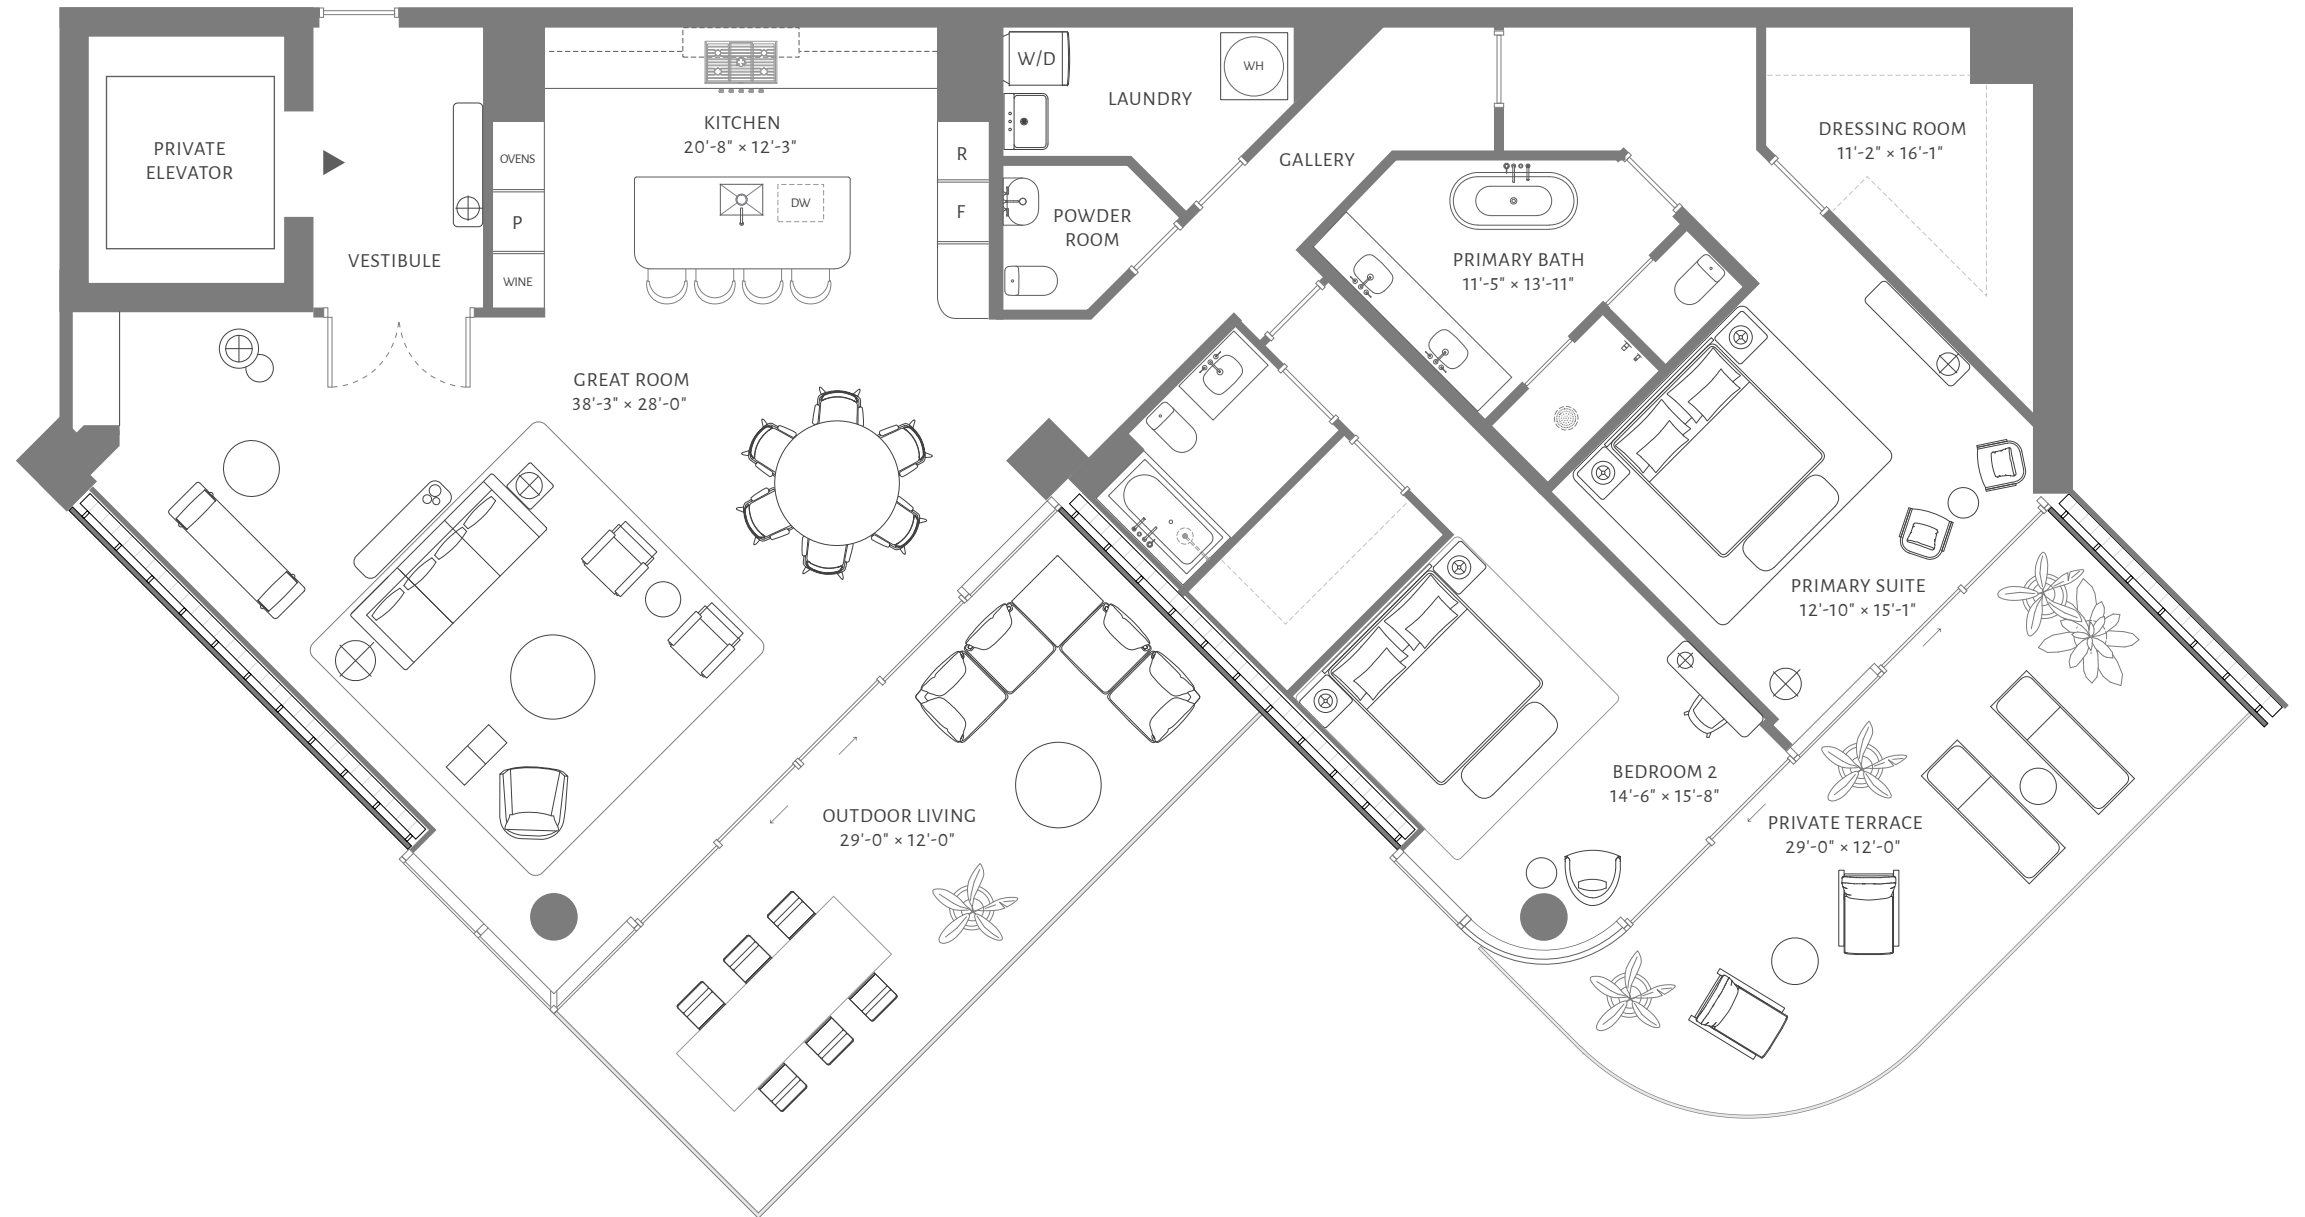 PRIVATE
ELEVATOR
VESTIBULE
OVENS
P
WINE
KITCHEN
20'-8" × 12'-3"
DW
R
F
W/D
LAUNDRY
WH
POWDER
ROOM
GALLERY
PRIMARY BATH
11'-5" × 13'-11"
DRESSING ROOM
11'-2" × 16'-1"
GREAT ROOM
38'-3" × 28'-0"
PRIMARY SUITE
12'-10" × 15'-1"
BEDROOM 2
14'-6" × 15'-8"
OUTDOOR LIVING
29'-0" × 12'-0"
PRIVATE TERRACE
29'-0" × 12'-0"